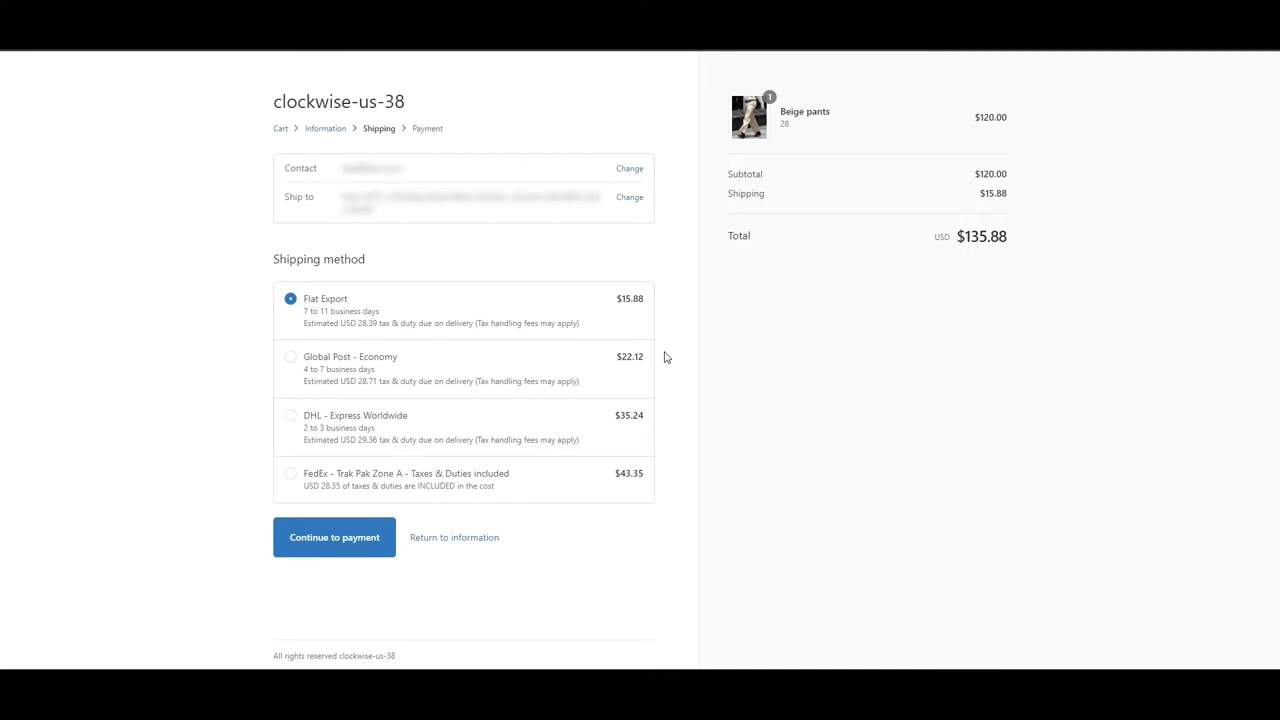 clockwise-us-38
Cart > Information > Shipping > Payment
Contact
Change
Ship to
Change
Shipping method
Flat Export $15.88
7 to 11 business days
Estimated USD 28.39 tax & duty due on delivery (Tax handling fees may apply)
Global Post - Economy $22.12
4 to 7 business days
Estimated USD 28.71 tax & duty due on delivery (Tax handling fees may apply)
DHL - Express Worldwide $35.24
2 to 3 business days
Estimated USD 29.36 tax & duty due on delivery (Tax handling fees may apply)
FedEx - Trak Pak Zone A - Taxes & Duties included $43.35
USD 28.35 of taxes & duties are INCLUDED in the cost
Continue to payment
Return to information
All rights reserved clockwise-us-38
1
Beige pants
28
$120.00
Subtotal $120.00
Shipping $15.88
Total USD $135.88